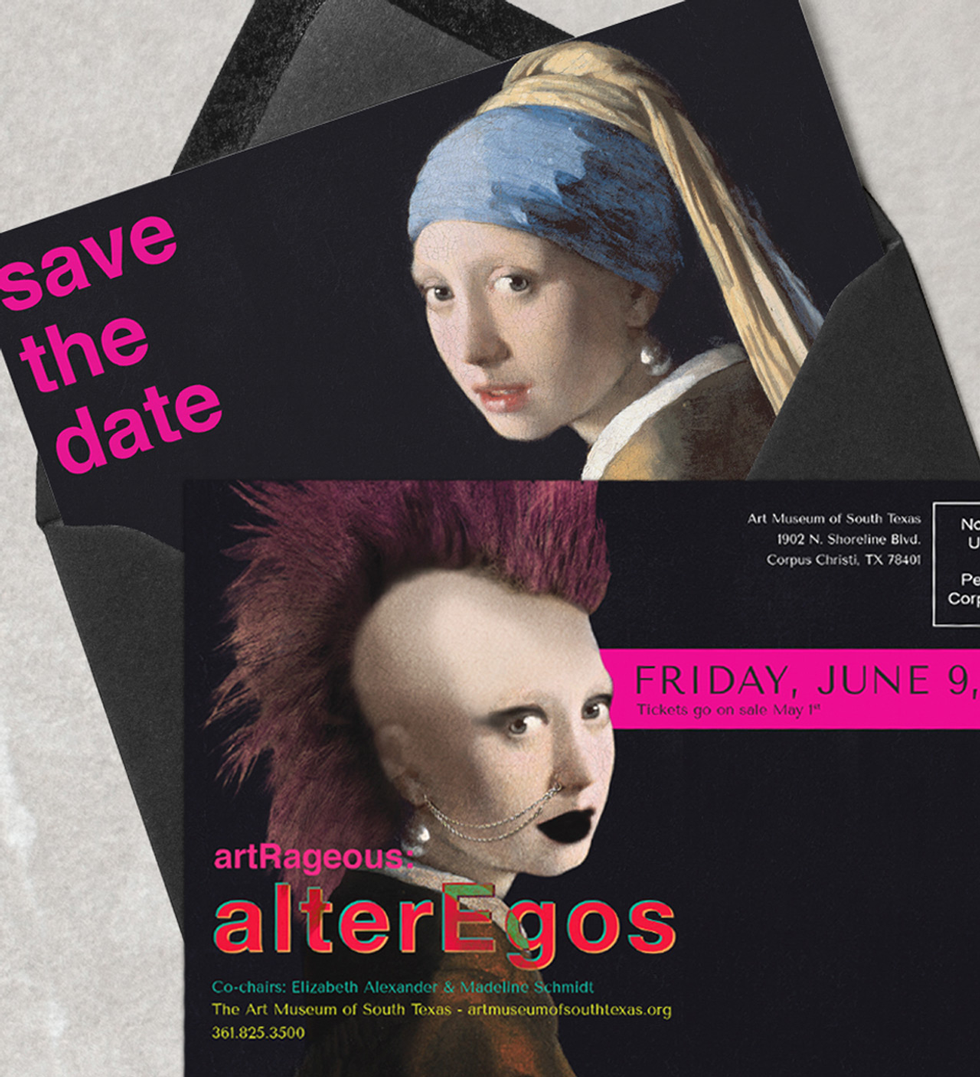 save
the
date
Art Museum of South Texas
1902 N. Shoreline Blvd.
Corpus Christi, TX 78401
FRIDAY, JUNE 9,
Tickets go on sale May 1st
artRageous:
alterEgos
Co-chairs: Elizabeth Alexander & Madeline Schmidt
The Art Museum of South Texas - artmuseumofsouthtexas.org
361.825.3500